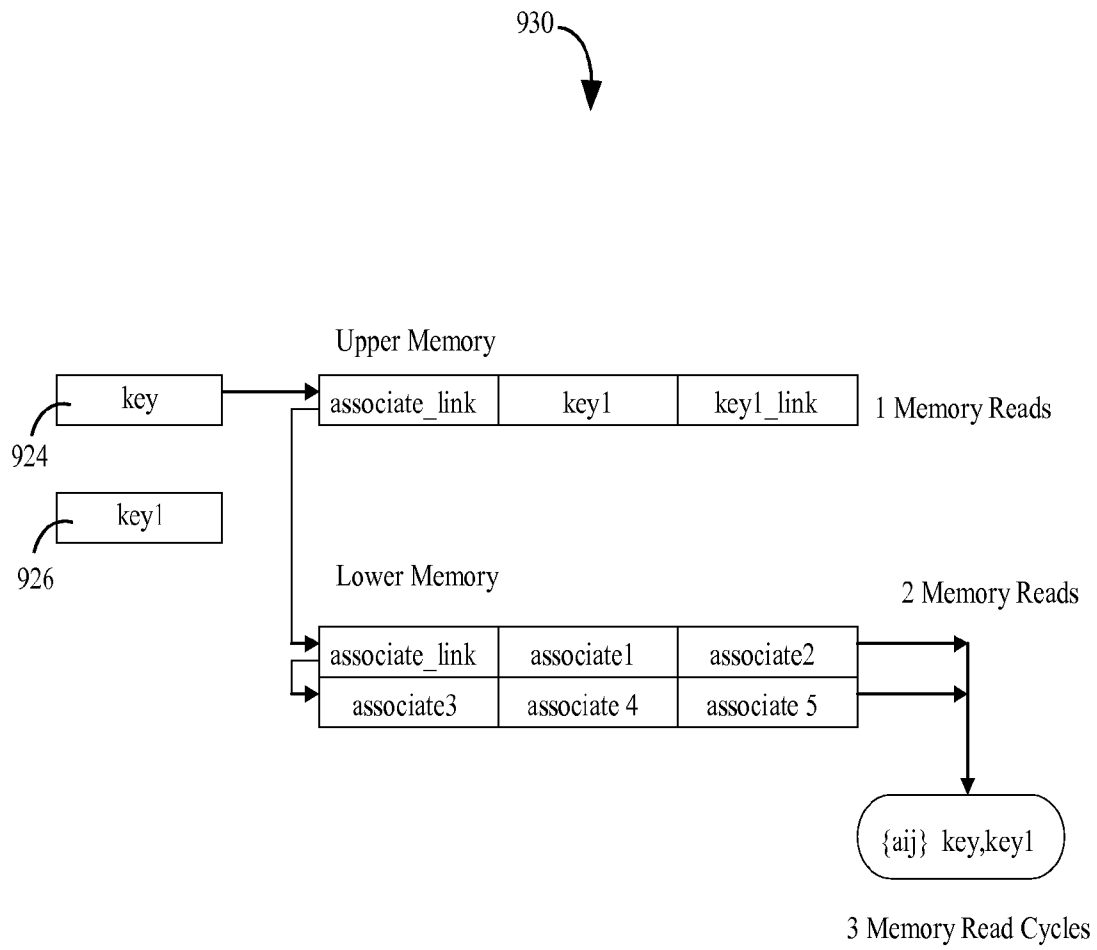 930
Upper Memory
key
associate_link key1 key1_link
1 Memory Reads
924
key1
926
Lower Memory
2 Memory Reads
associate_link associate1 associate2
associate3 associate 4 associate 5
{aij} key,key1
3 Memory Read Cycles